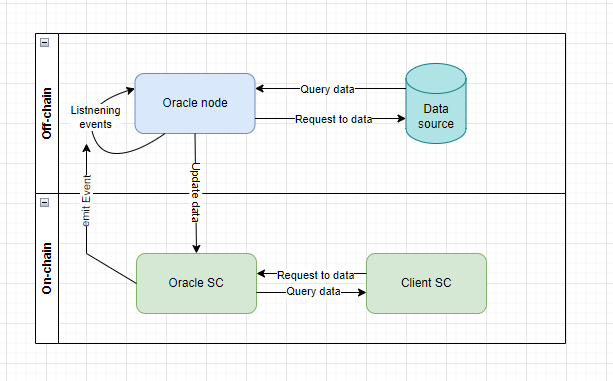 Off-chain
Oracle node
Query data
Request to data
Data
source
Listnening
events
emit Event
Update data
On-chain
Oracle SC
Request to data
Query data
Client SC